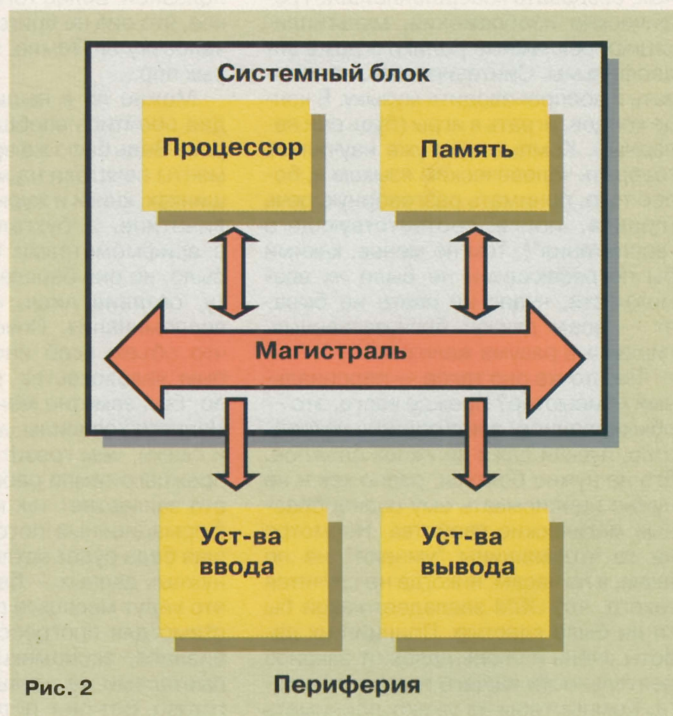 Системный блок
Процессор
Память
Магистраль
Уст-ва
ввода
Уст-ва
вывода
Рис. 2
Периферия